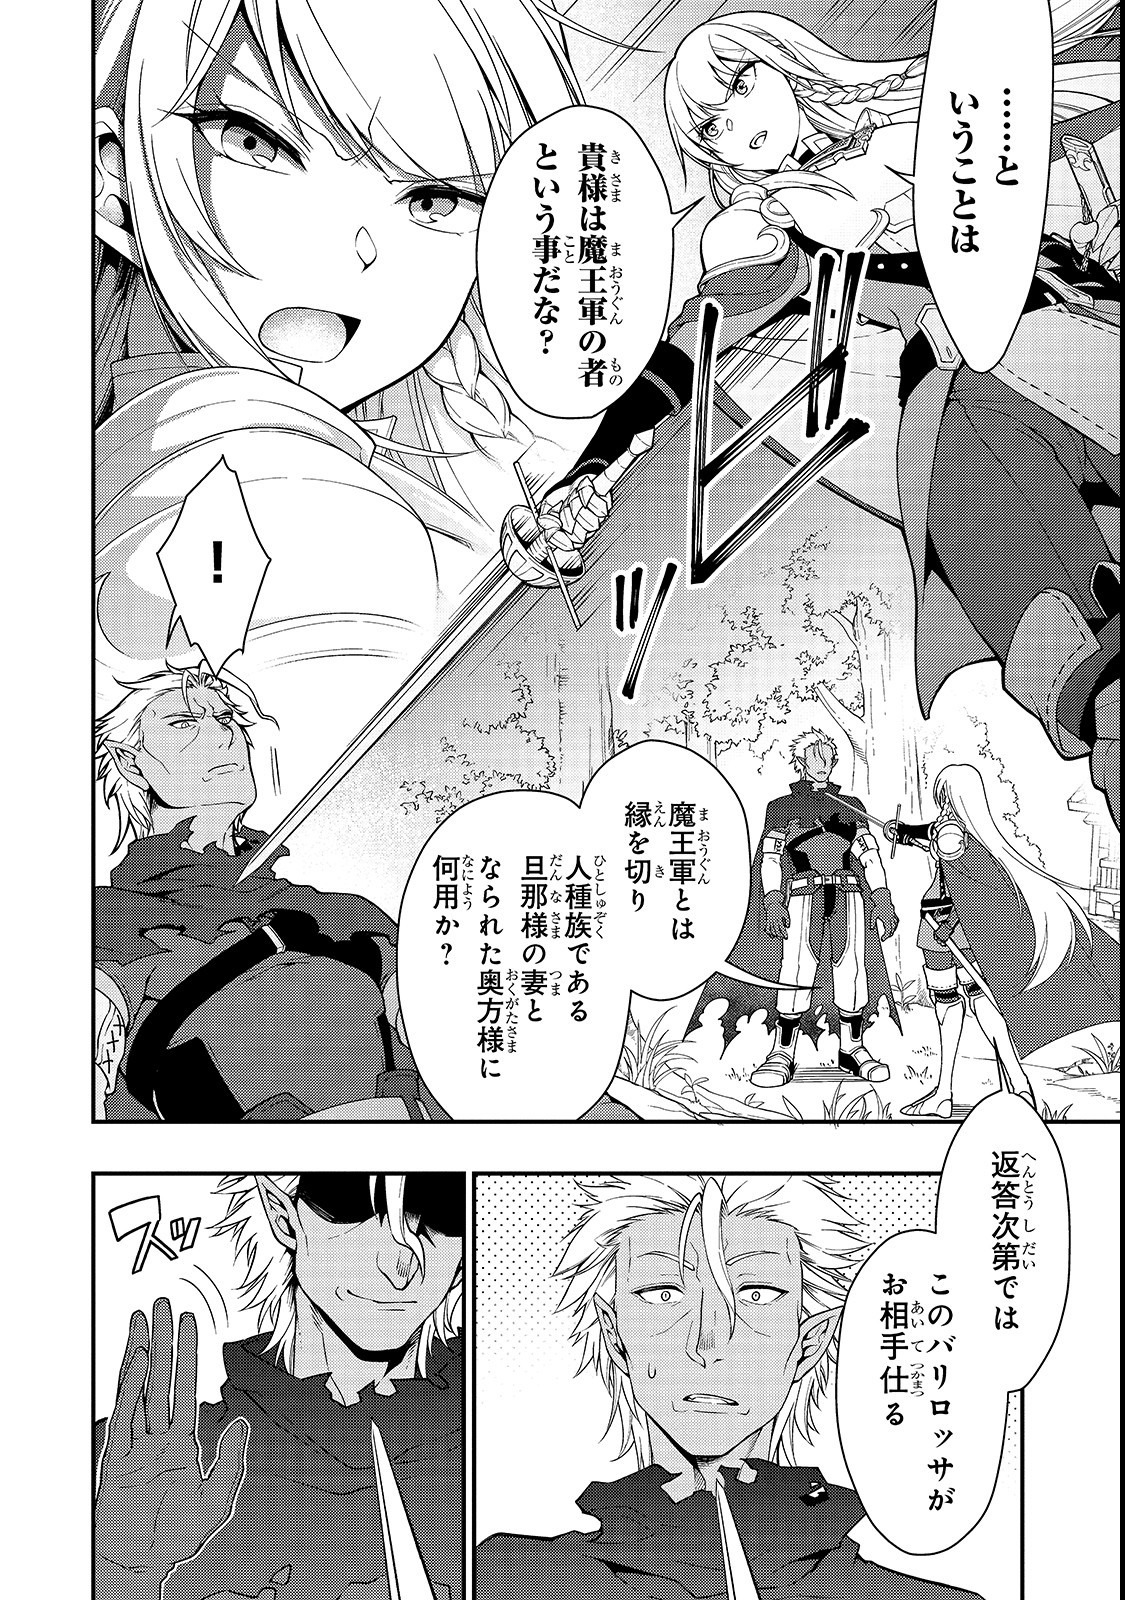 ……と
いうことは
貴様は魔王軍の者
という事だな？
！
魔王軍とは
縁を切り
人種族である
旦那様の妻と
なられた奥方様に
何用か？
返答次第では
このバリロッサが
お相手仕る
スッ